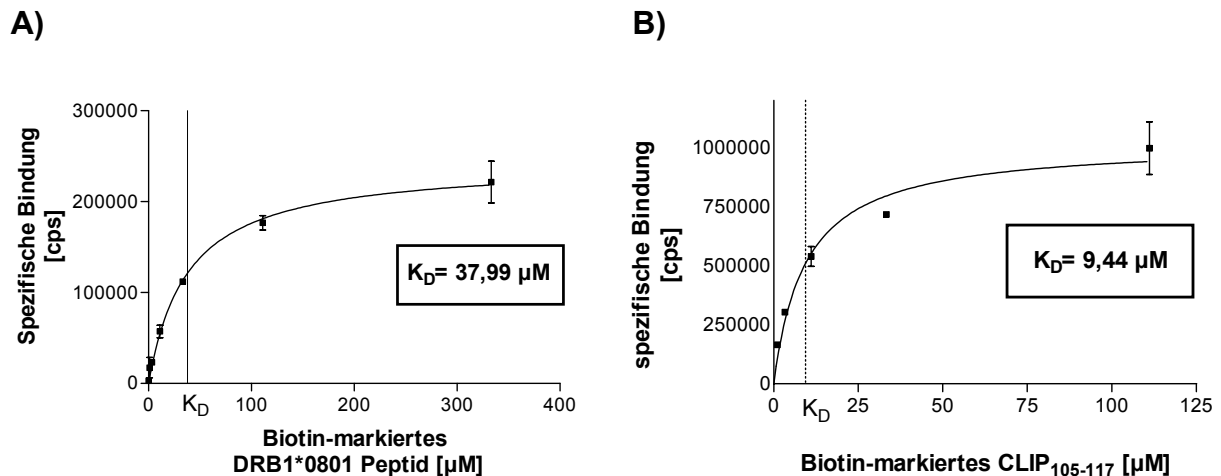 A)
300000
200000
100000
0
Spezifische Bindung
[cps]
K_D= 37,99 µM
0
K_D
100
200
300
400
Biotin-markiertes
DRB1*0801 Peptid [µM]
B)
1000000
750000
500000
250000
0
spezifische Bindung
[cps]
K_D= 9,44 µM
0
K_D
25
50
75
100
125
Biotin-markiertes CLIP_105-117 [µM]